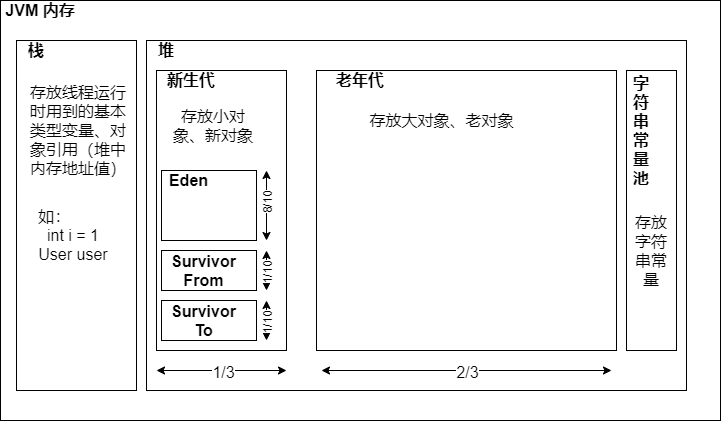 JVM 内存
栈
存放线程运行
时用到的基本
类型变量、对
象引用（堆中
内存地址值）
如：
int i = 1
User user
堆
新生代
存放小对
象、新对象
Eden
8/10
Survivor
From
1/10
Survivor
To
1/10
1/3
老年代
存放大对象、老对象
2/3
字
符
串
常
量
池
存放
字符
串常
量